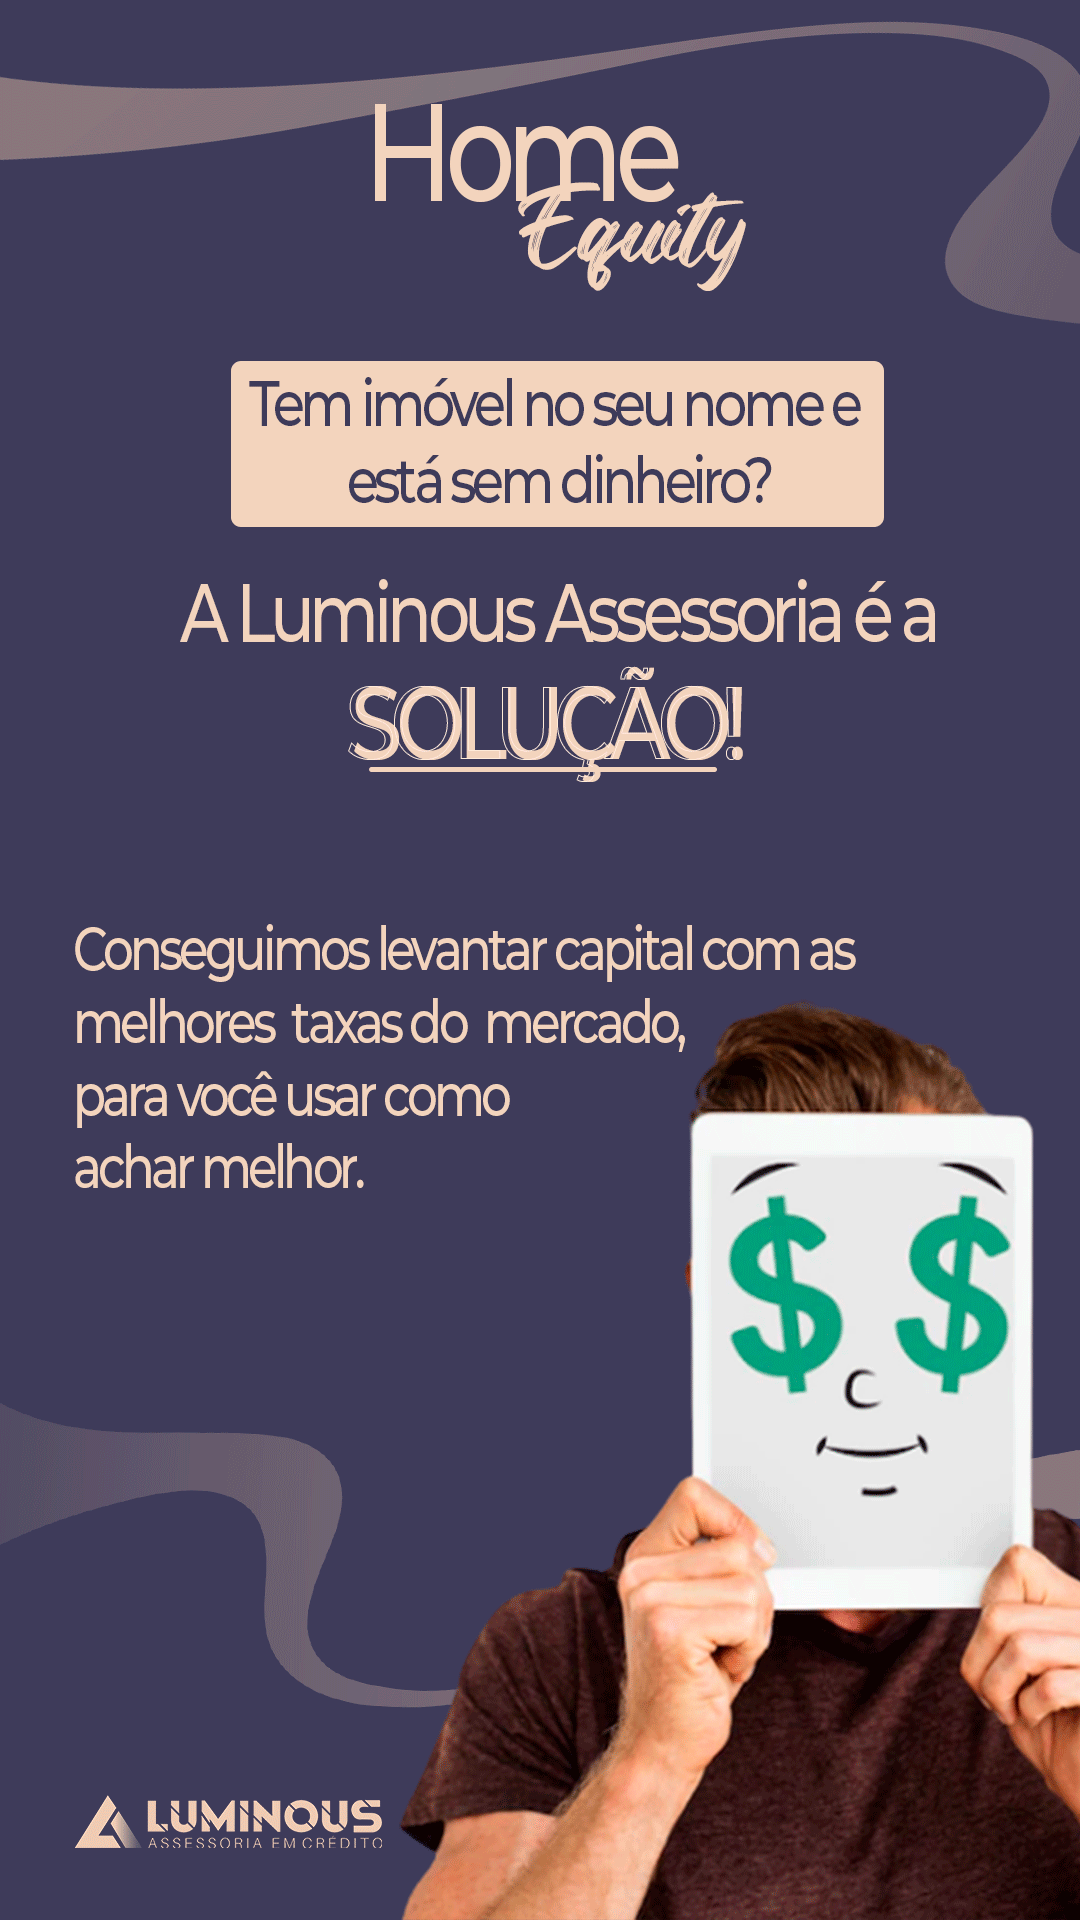 Home
Equity
Tem imóvel no seu nome e
está sem dinheiro?
A Luminous Assessoria é a
SOLUÇÃO!
Conseguimos levantar capital com as
melhores taxas do mercado,
para você usar como
achar melhor.
$ $
LUMINOUS
ASSESSORIA EM CRÉDITO